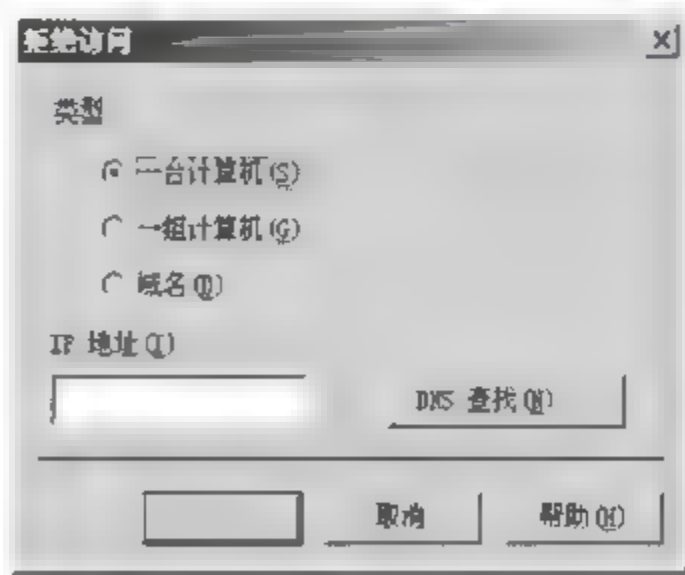 拒绝访问
类型
一台计算机(S)
一组计算机(G)
域名(D)
IP 地址(I)
DNS 查找(N)
取消
帮助(H)